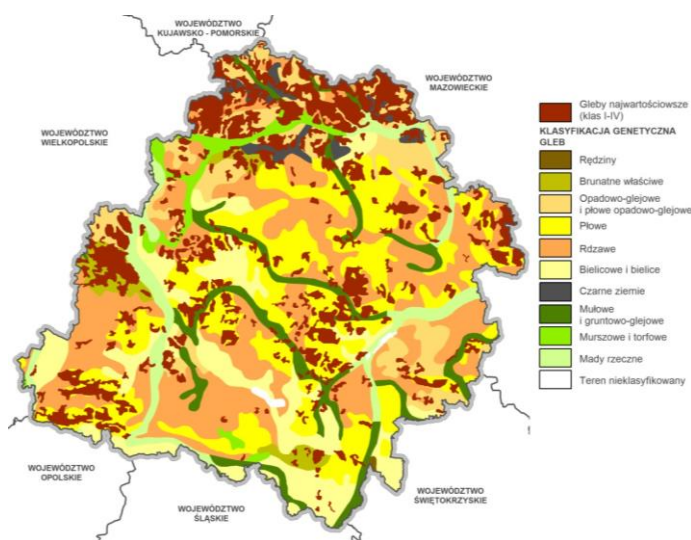 WOJEWÓDZTWO
KUJAWSKO - POMORSKIE
WOJEWÓDZTWO
MAZOWIECKIE
WOJEWÓDZTWO
WIELKOPOLSKIE
WOJEWÓDZTWO
OPOLSKIE
WOJEWÓDZTWO
ŚLĄSKIE
WOJEWÓDZTWO
ŚWIĘTOKRZYSKIE
Gleby najwartościowsze
(klas I-IV)
KLASYFIKACJA GENETYCZNA
GLEB
Rędziny
Brunatne właściwe
Opadowo-glejowe
i płowe opadowo-glejowe
Płowe
Rdzawe
Bielicowe i bielice
Czarne ziemie
Mułowe
i gruntowo-glejowe
Murszowe i torfowe
Mady rzeczne
Teren nieklasyfikowany